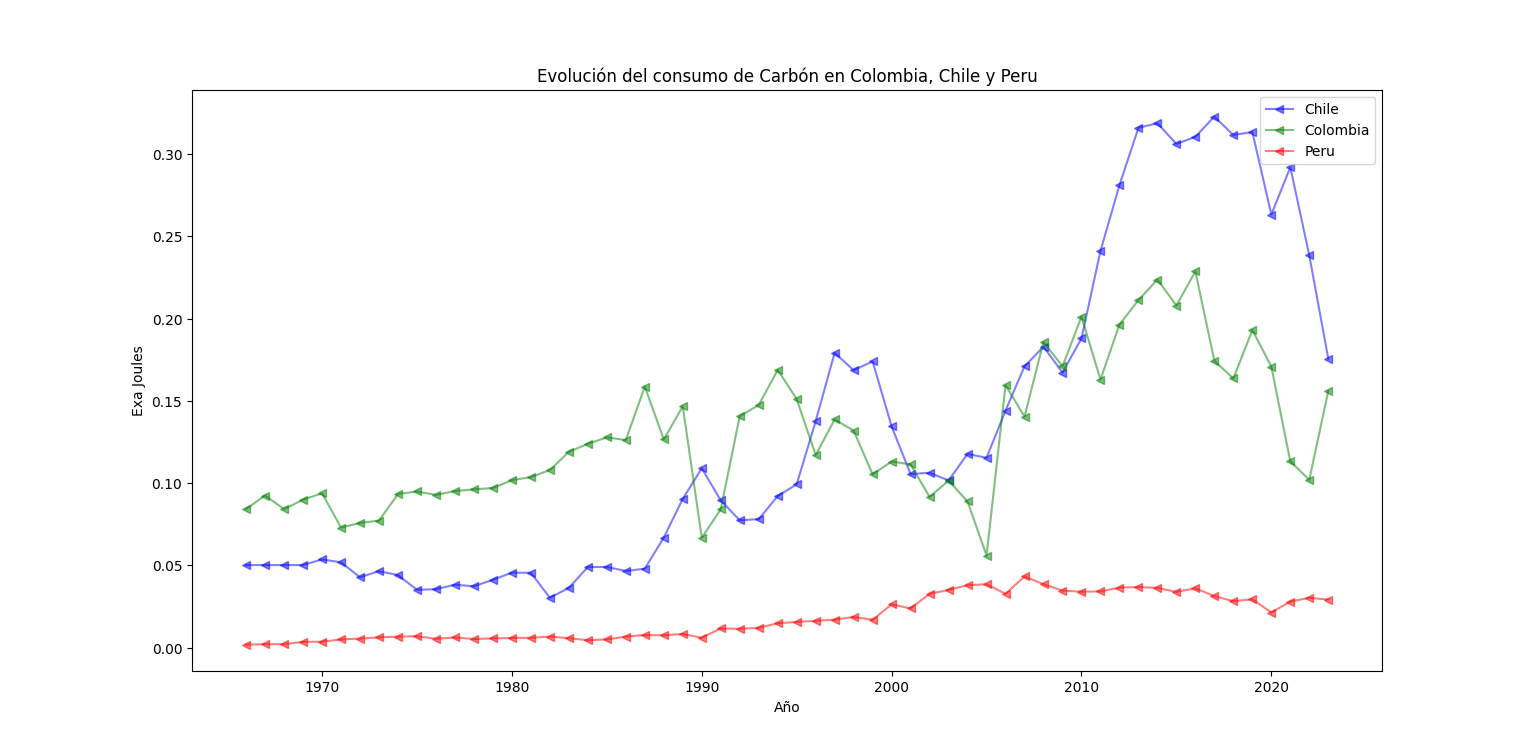 Evolución del consumo de Carbón en Colombia, Chile y Peru
Chile
Colombia
Peru
0.30
0.25
0.20
0.15
0.10
0.05
0.00
Exa Joules
1970 1980 1990 2000 2010 2020
Año